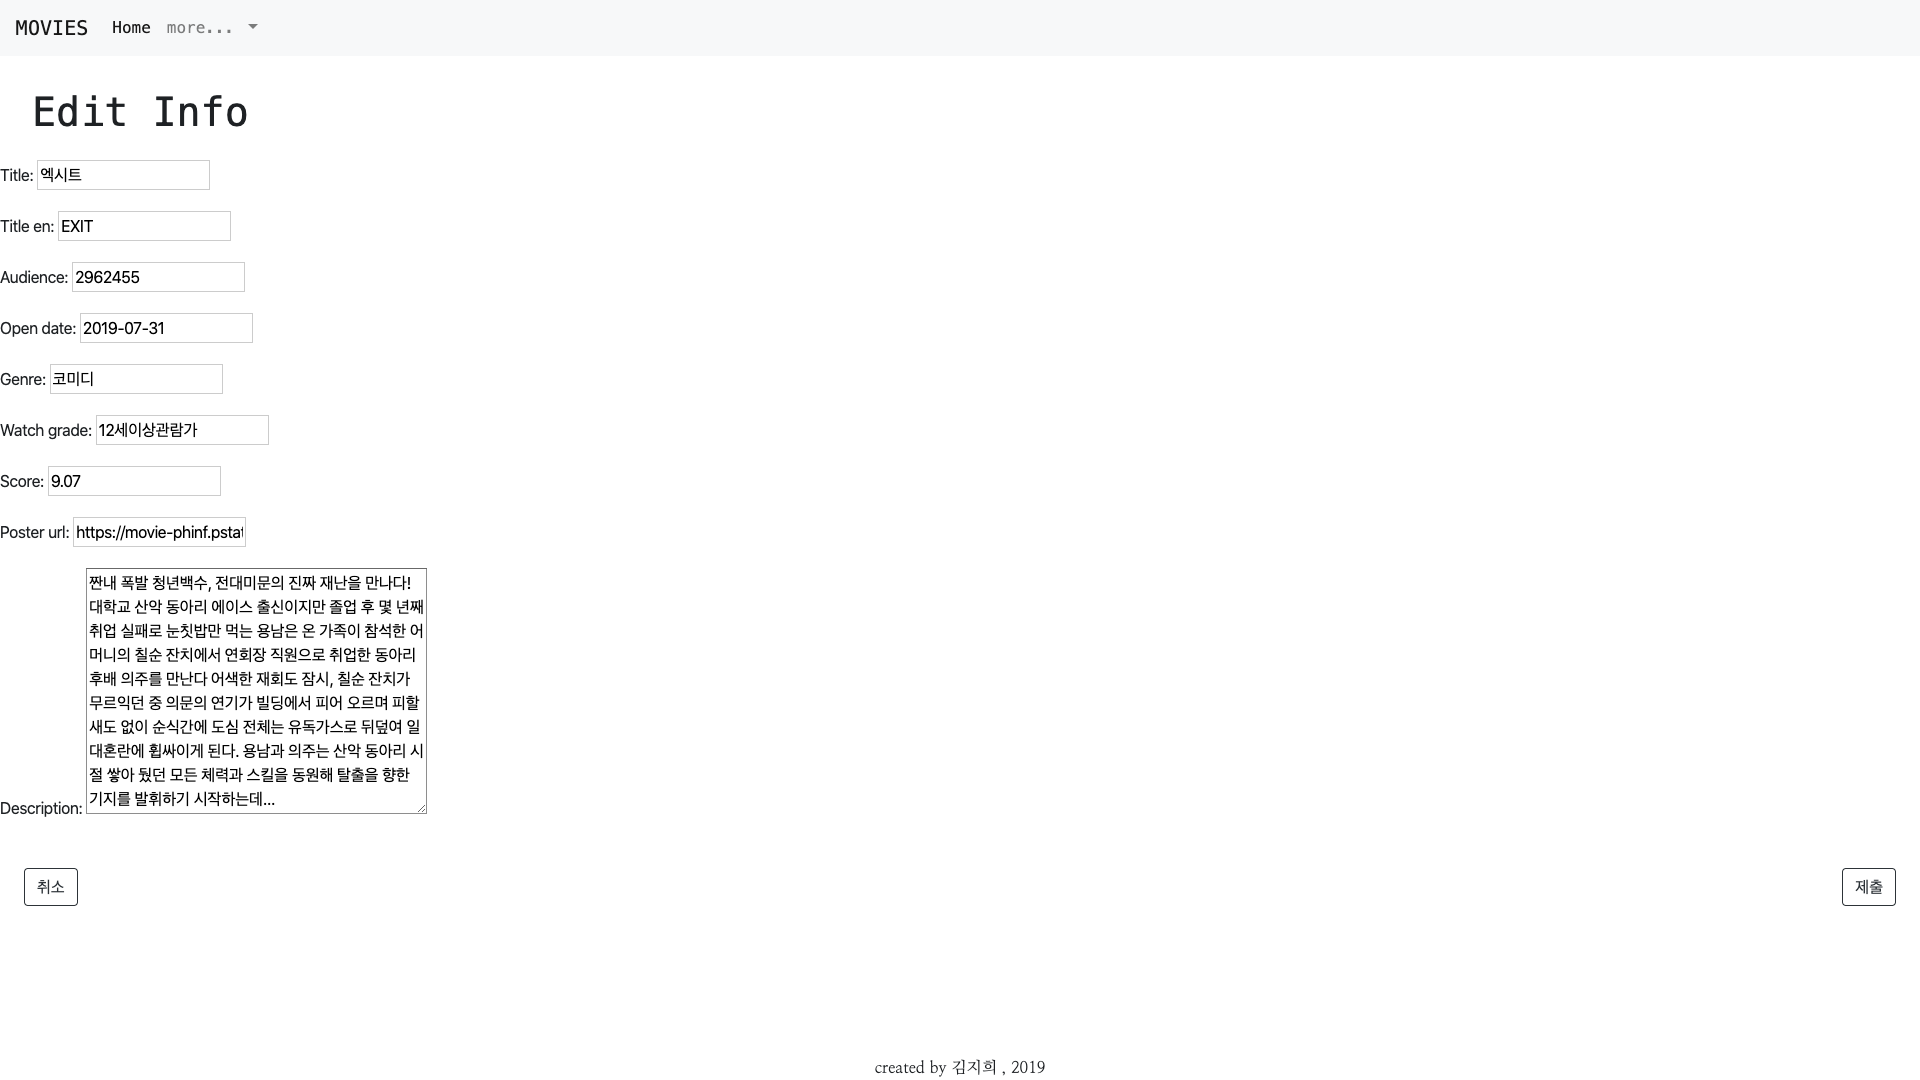 MOVIES Home more...
Edit Info
Title: 엑시트
Title en: EXIT
Audience: 2962455
Open date: 2019-07-31
Genre: 코미디
Watch grade: 12세이상관람가
Score: 9.07
Poster url: https://movie-phinf.pstat
짠내 폭발 청년백수, 전대미문의 진짜 재난을 만나다!
대학교 산악 동아리 에이스 출신이지만 졸업 후 몇 년째
취업 실패로 눈칫밥만 먹는 용남은 온 가족이 참석한 어
머니의 칠순 잔치에서 연회장 직원으로 취업한 동아리
후배 의주를 만난다 어색한 재회도 잠시, 칠순 잔치가
무르익던 중 의문의 연기가 빌딩에서 피어 오르며 피할
새도 없이 순식간에 도심 전체는 유독가스로 뒤덮여 일
대혼란에 휩싸이게 된다. 용남과 의주는 산악 동아리 시
절 쌓아 뒀던 모든 체력과 스킬을 동원해 탈출을 향한
기지를 발휘하기 시작하는데…
Description:
취소 제출
created by 김지희 , 2019